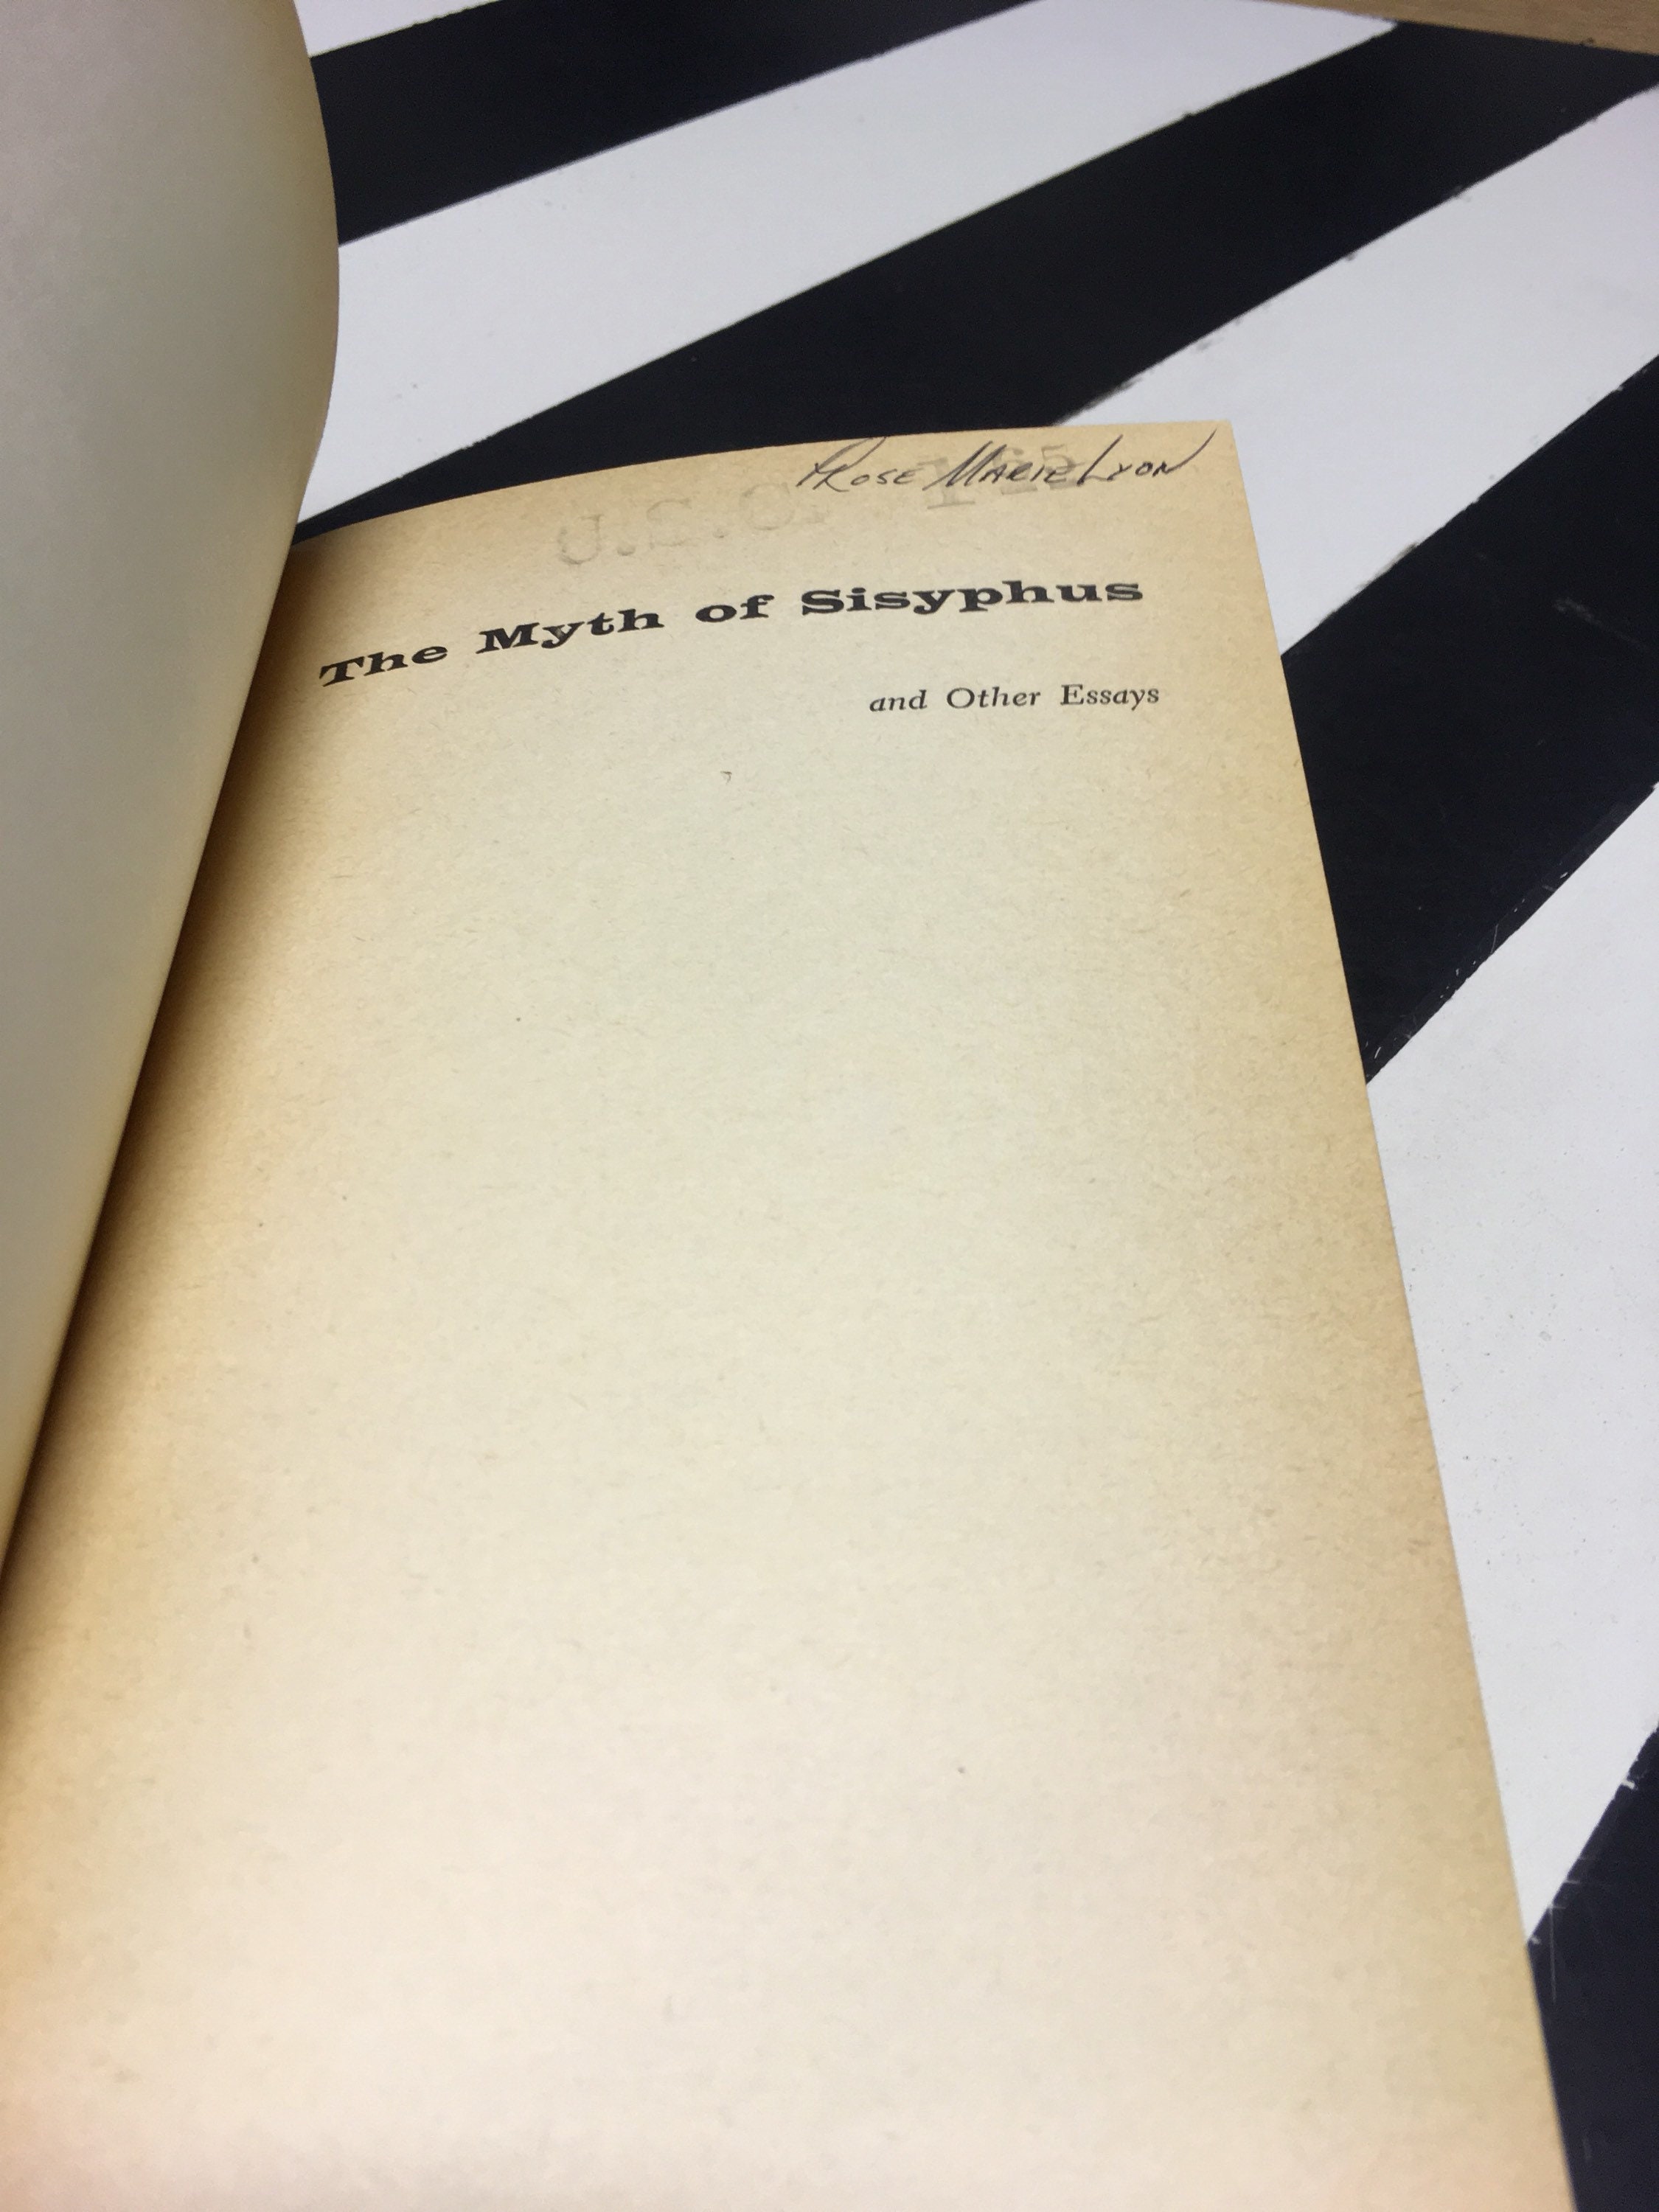 Rose Marie Lyon
The Myth of Sisyphus
and Other Essays